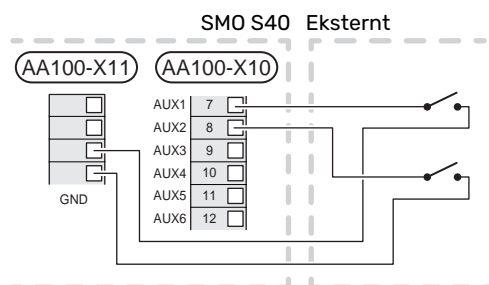 SMO S40 Eksternt
AA100-X11 AA100-X10
AUX1 7
AUX2 8
AUX3 9
AUX4 10
AUX5 11
AUX6 12
GND